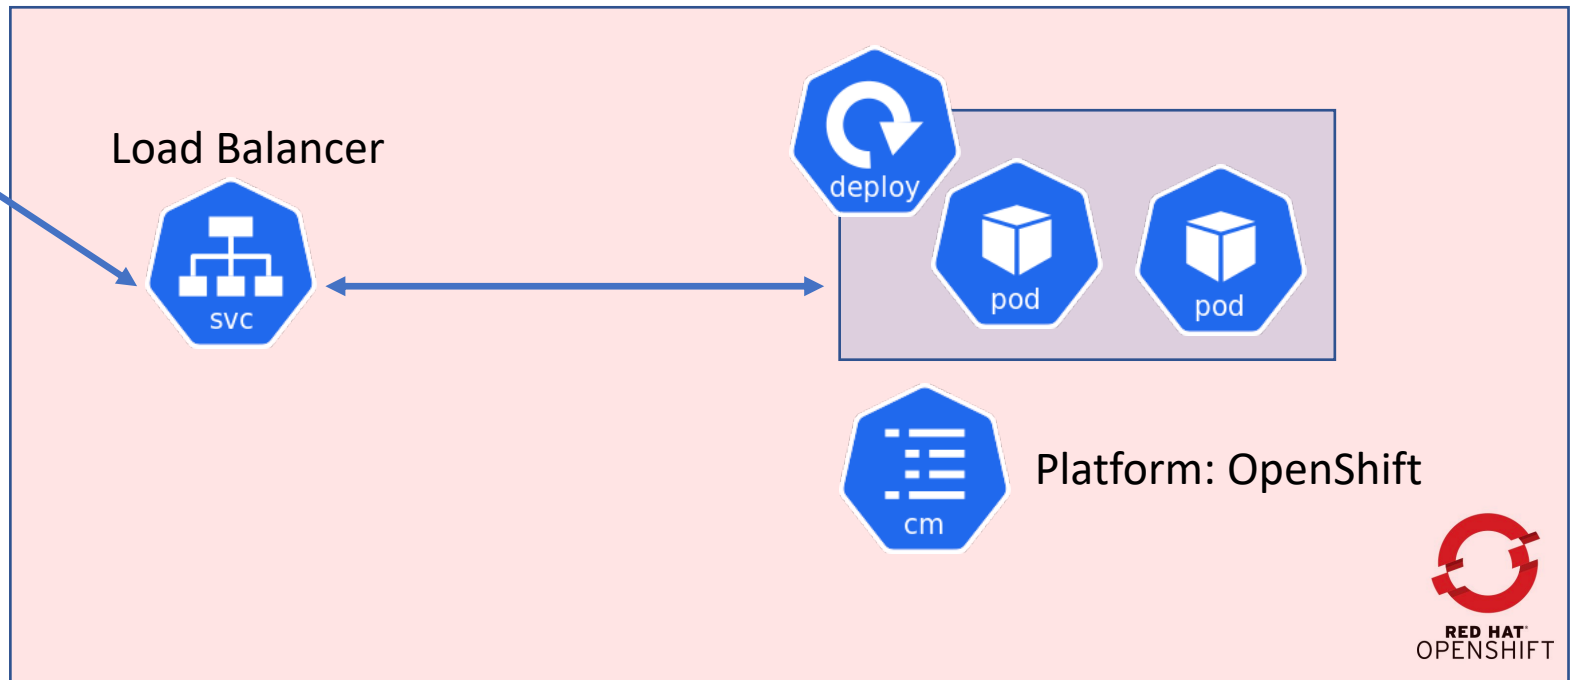 Load Balancer
deploy
pod
pod
svc
cm
Platform: OpenShift
RED HAT®
OPENSHIFT